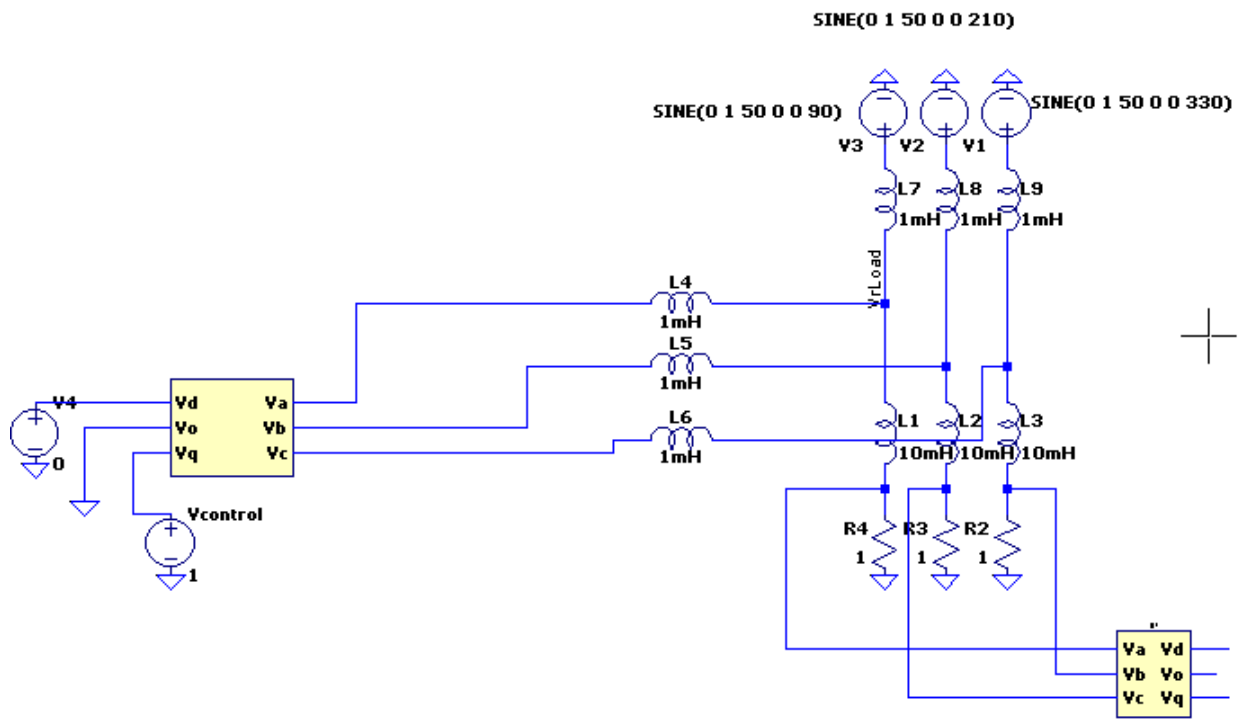 SINE(0 1 50 0 0 210)
SINE(0 1 50 0 0 90)
SINE(0 1 50 0 0 330)
V3
V2
V1
L7
1mH
L8
1mH
L9
1mH
VrLoad
L4
1mH
L5
1mH
L6
1mH
V4
0
Vd
Vo
Vq
Va
Vb
Vc
Vcontrol
1
L1
10mH
L2
10mH
L3
10mH
R4
1
R3
1
R2
1
Va Vd
Vb Vo
Vc Vq